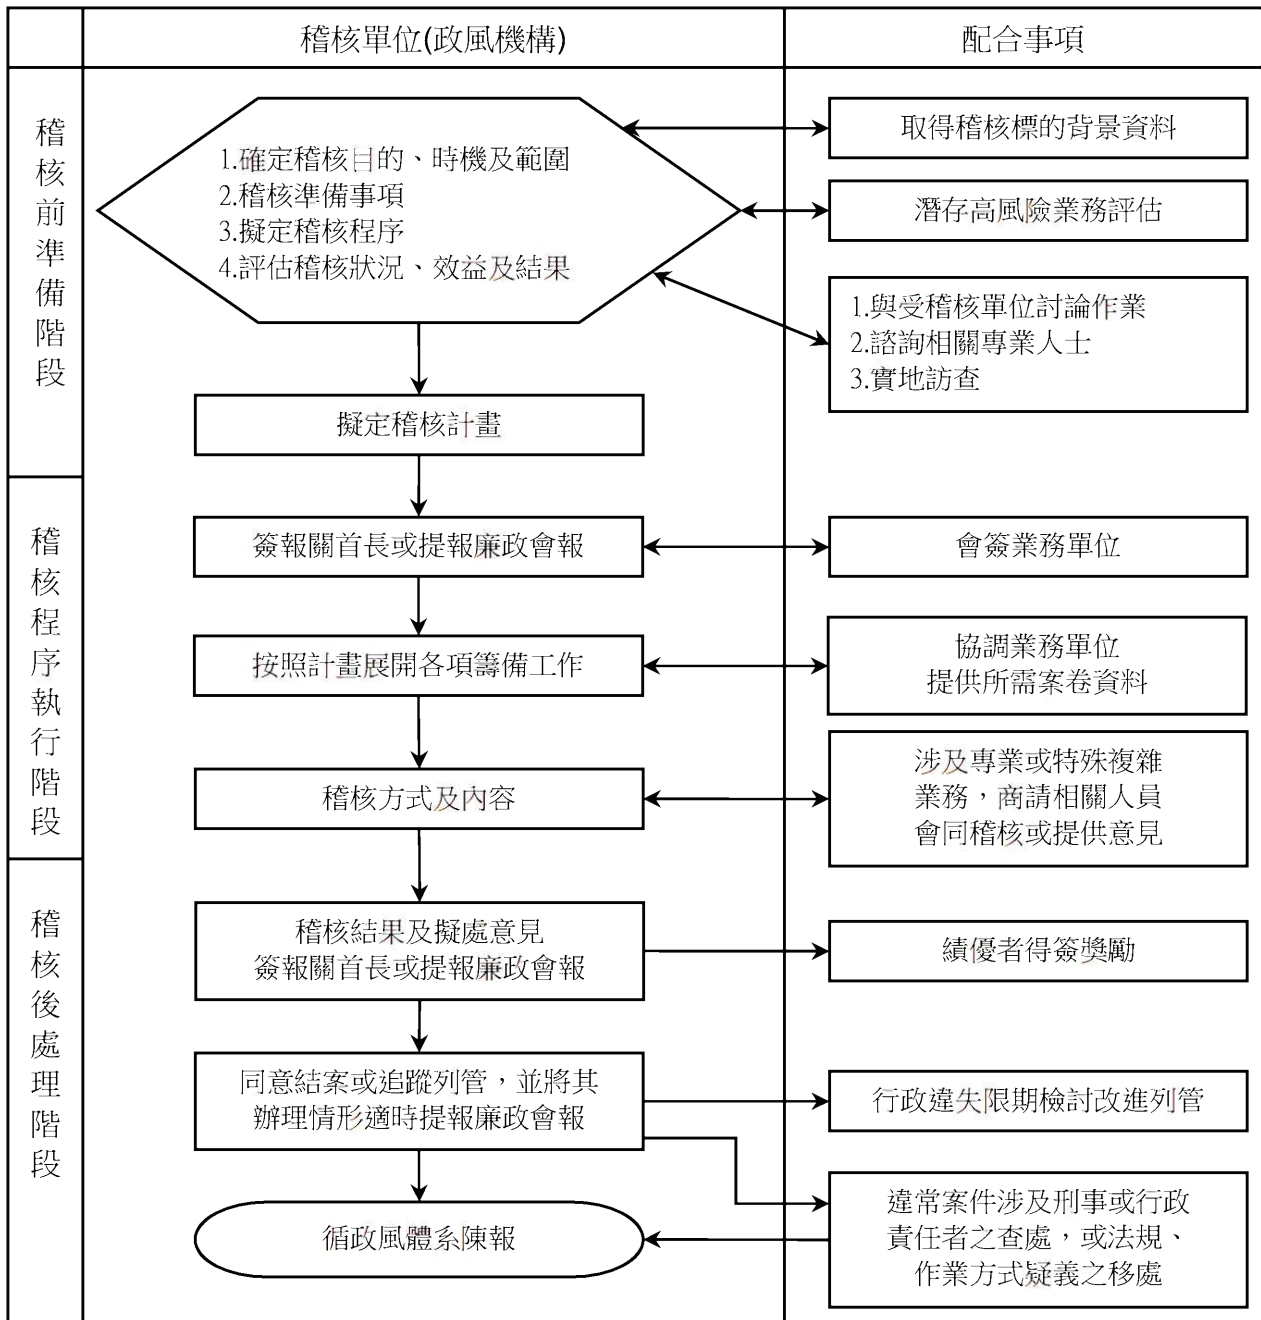 稽核單位(政風機構)
配合事項
稽核前準備階段
1.確定稽核目的、時機及範圍
2.稽核準備事項
3.擬定稽核程序
4.評估稽核狀況、效益及結果
取得稽核標的背景資料
潛存高風險業務評估
1.與受稽核單位討論作業
2.諮詢相關專業人士
3.實地訪查
擬定稽核計畫
稽核程序執行階段
簽報關首長或提報廉政會報
會簽業務單位
按照計畫展開各項籌備工作
協調業務單位
提供所需案卷資料
稽核方式及內容
涉及專業或特殊複雜
業務，商請相關人員
會同稽核或提供意見
稽核後處理階段
稽核結果及擬處意見
簽報關首長或提報廉政會報
績優者得簽獎勵
同意結案或追蹤列管，並將其
辦理情形適時提報廉政會報
行政違失限期檢討改進列管
違常案件涉及刑事或行政
責任者之查處，或法規、
作業方式疑義之移處
循政風體系陳報